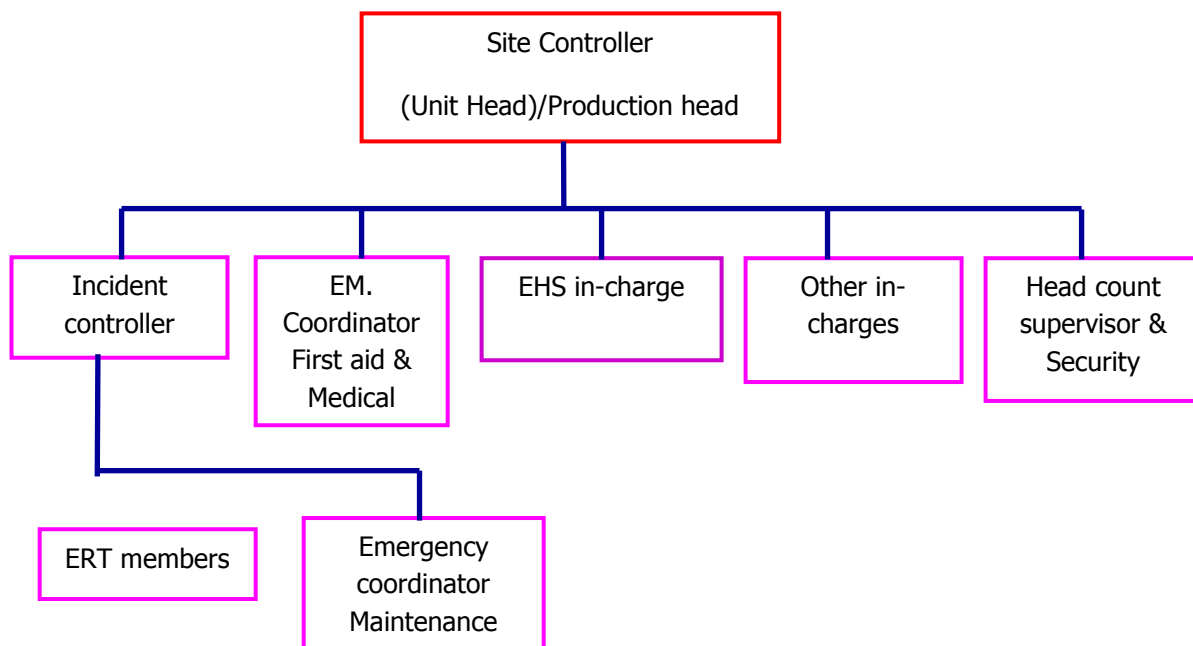 Site Controller
(Unit Head)/Production head
Incident
controller
EM.
Coordinator
First aid &
Medical
EHS in-charge
Other in-
charges
Head count
supervisor &
Security
ERT members
Emergency
coordinator
Maintenance